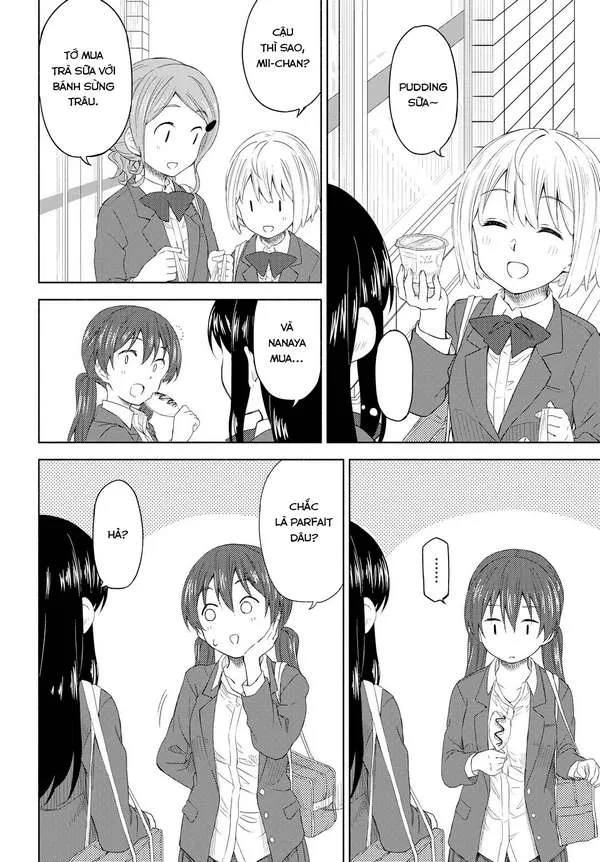 PUDDING
SỮA~
CẬU
THÌ SAO,
MII-CHAN?
TỚ MUA
TRÀ SỮA VỚI
BÁNH SỪNG
TRÂU.
VÀ
NANAYA
MUA...
......
CHẮC
LÀ PARFAIT
DÂU?
HẢ?